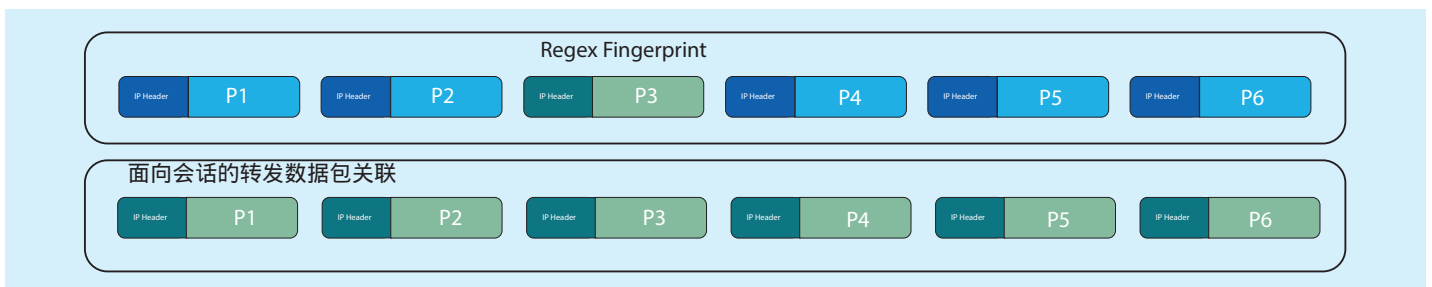 Regex Fingerprint
IP Header P1 IP Header P2 IP Header P3 IP Header P4 IP Header P5 IP Header P6
面向会话的转发数据包关联
IP Header P1 IP Header P2 IP Header P3 IP Header P4 IP Header P5 IP Header P6